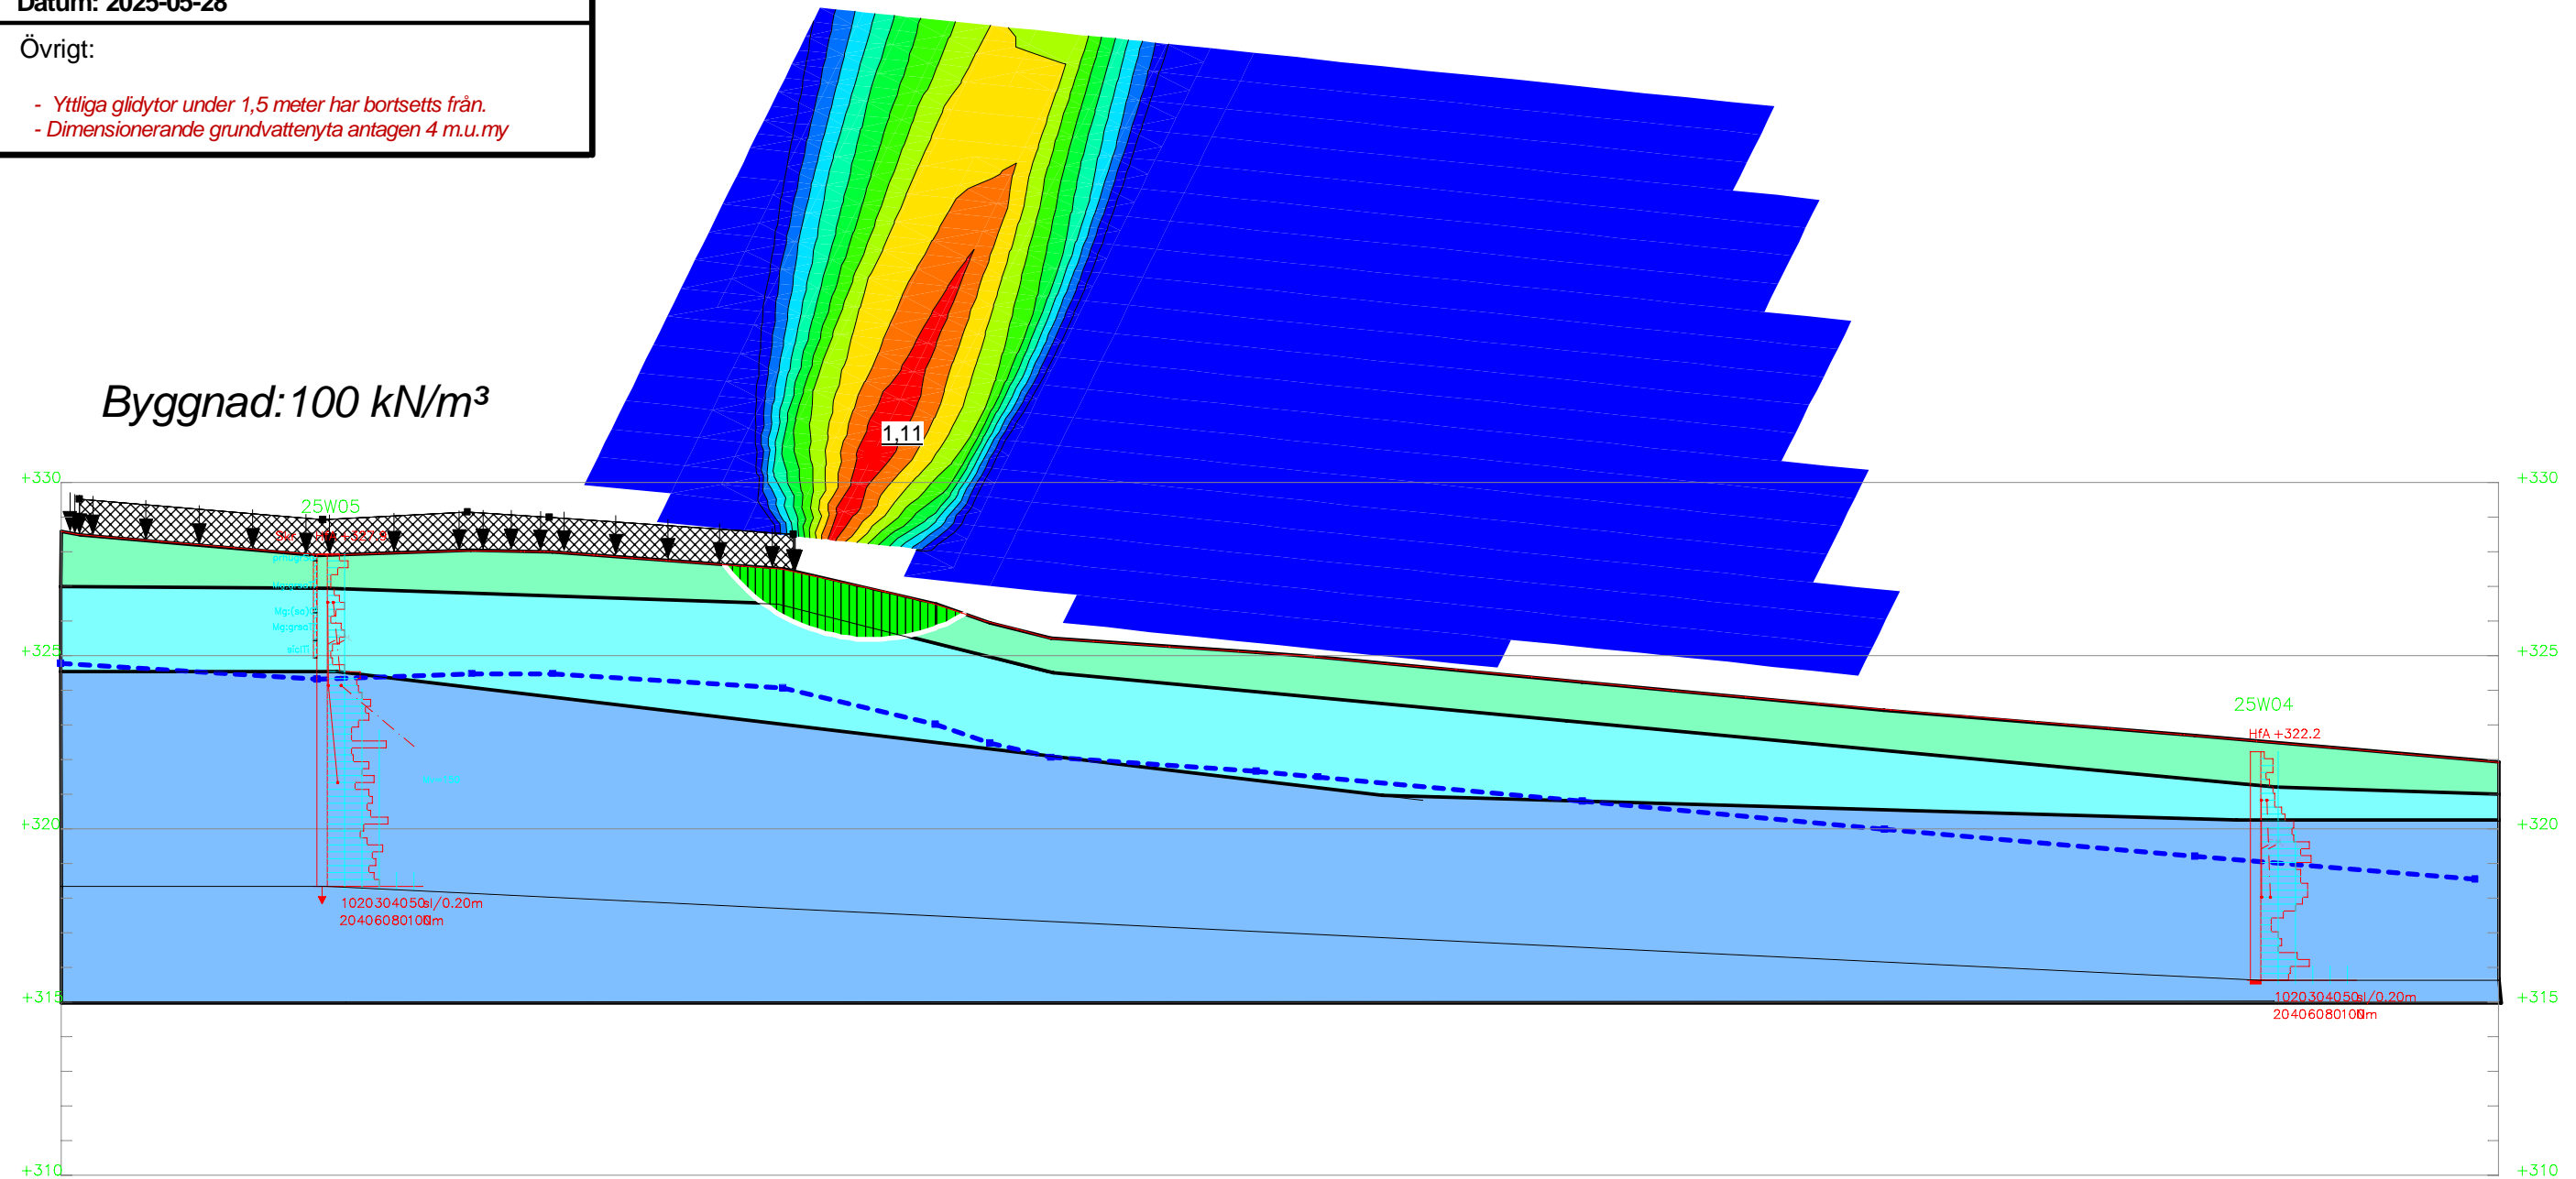 Datum: 2025-05-28
Övrigt:
- Yttliga glidytor under 1,5 meter har bortsetts från.
- Dimensionerande grundvattenyta antagen 4 m.u.my
Byggnad:100 kN/m³
1,11
+330
+330
25W05
+325
+325
25W04
HfA +322.2
+320
+320
1020304050sl/0.20m
20406080100Nm
+315
+315
1020304050sl/0.20m
20406080100Nm
+310
+310